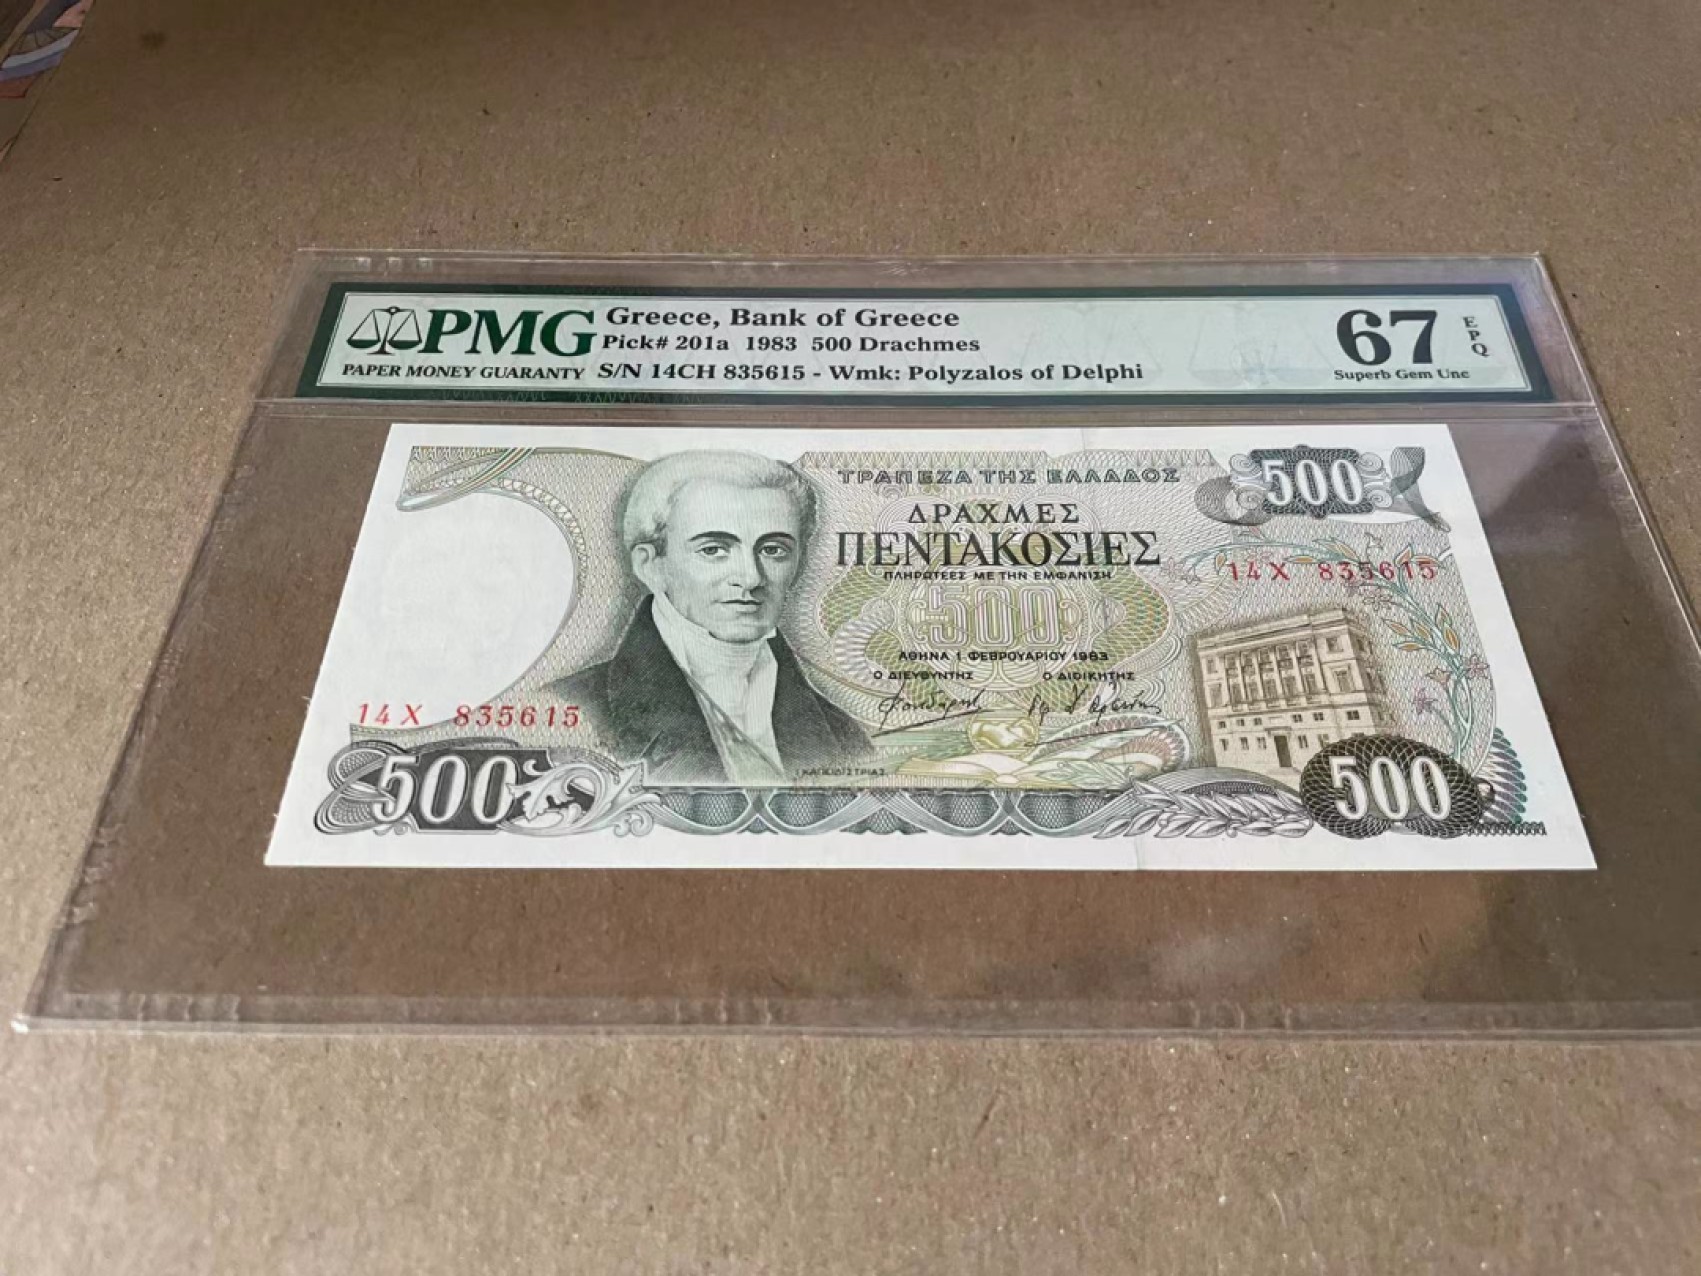 PMG
PAPER MONEY GUARANTY
Greece, Bank of Greece
Pick# 201a 1983 500 Drachmes
S/N 14CH 835615 - Wmk: Polyzalos of Delphi
67
EPQ
Superb Gem Unc
ΤΡΑΠΕΖΑ ΤΗΣ ΕΛΛΑΔΟΣ
500
ΔΡΑΧΜΕΣ
ΠΕΝΤΑΚΟΣΙΕΣ
ΠΛΗΡΩΤΕΕΣ ΜΕ ΤΗΝ ΕΜΦΑΝΙΣΗ
14 X 835615
500
ΑΘΗΝΑ 1 ΦΕΒΡΟΥΑΡΙΟΥ 1983
Ο ΔΙΕΥΘΥΝΤΗΣ Ο ΔΙΟΙΚΗΤΗΣ
14 X 835615
Ι ΚΑΠΟΔΙΣΤΡΙΑΣ
500
500